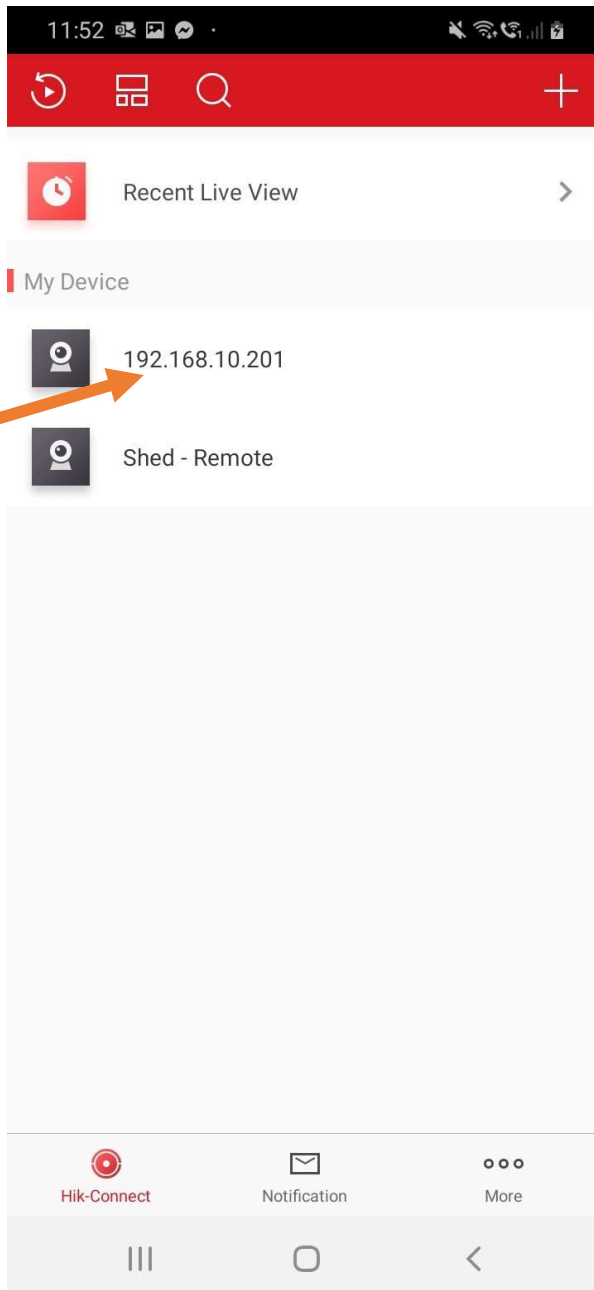 11:52
Recent Live View
My Device
192.168.10.201
Shed - Remote
Hik-Connect
Notification
More